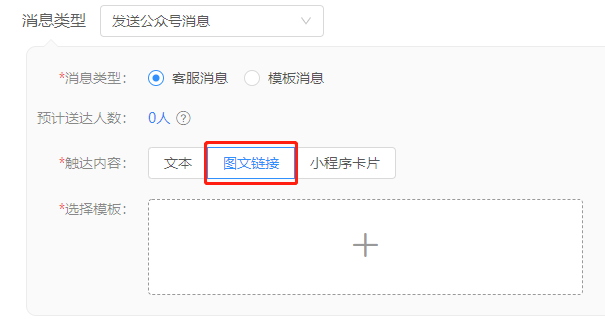 消息类型 发送公众号消息
*消息类型： 客服消息 模板消息
预计送达人数： 0人 ?
*触达内容： 文本 图文链接 小程序卡片
*选择模板：